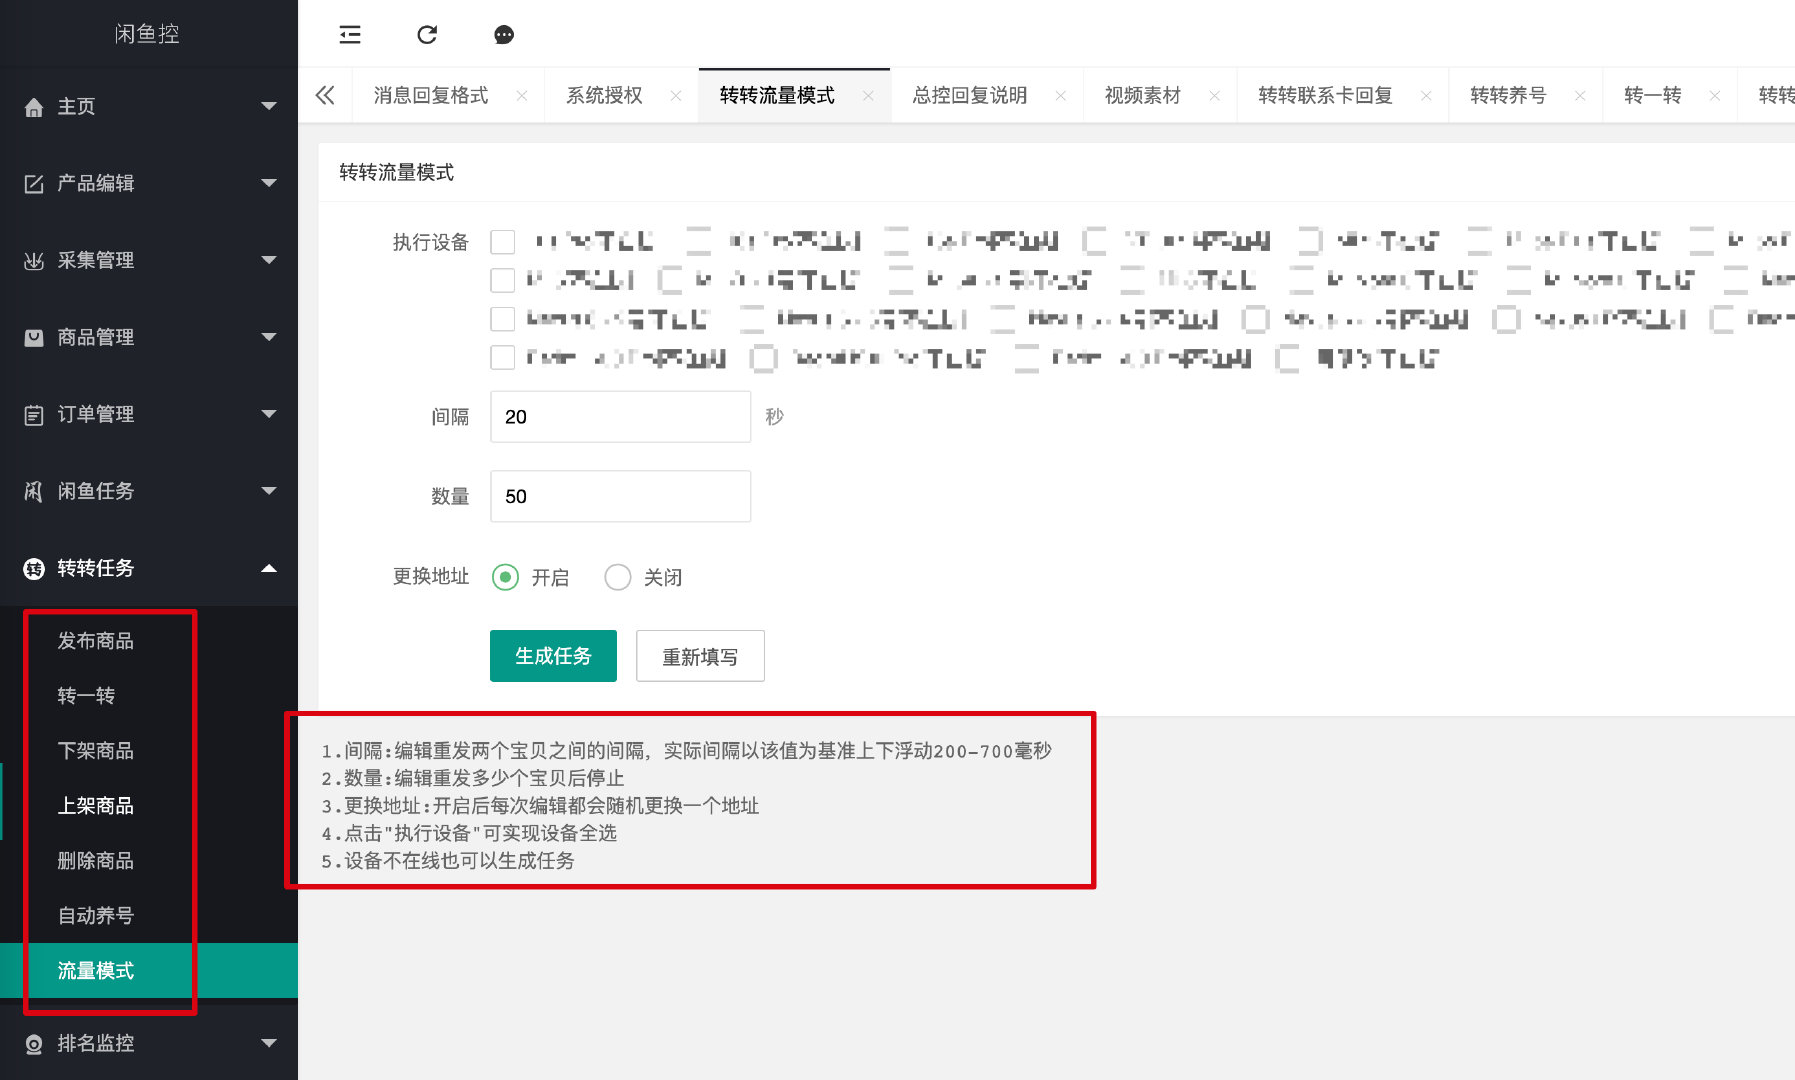 闲鱼控
主页
产品编辑
采集管理
商品管理
订单管理
闲鱼任务
转转任务
发布商品
转一转
下架商品
上架商品
删除商品
自动养号
流量模式
排名监控
消息回复格式
系统授权
转转流量模式
总控回复说明
视频素材
转转联系卡回复
转转养号
转一转
转转
转转流量模式
执行设备
间隔 20 秒
数量 50
更换地址 开启 关闭
生成任务 重新填写
1.间隔:编辑重发两个宝贝之间的间隔，实际间隔以该值为基准上下浮动200-700毫秒
2.数量:编辑重发多少个宝贝后停止
3.更换地址:开启后每次编辑都会随机更换一个地址
4.点击"执行设备"可实现设备全选
5.设备不在线也可以生成任务